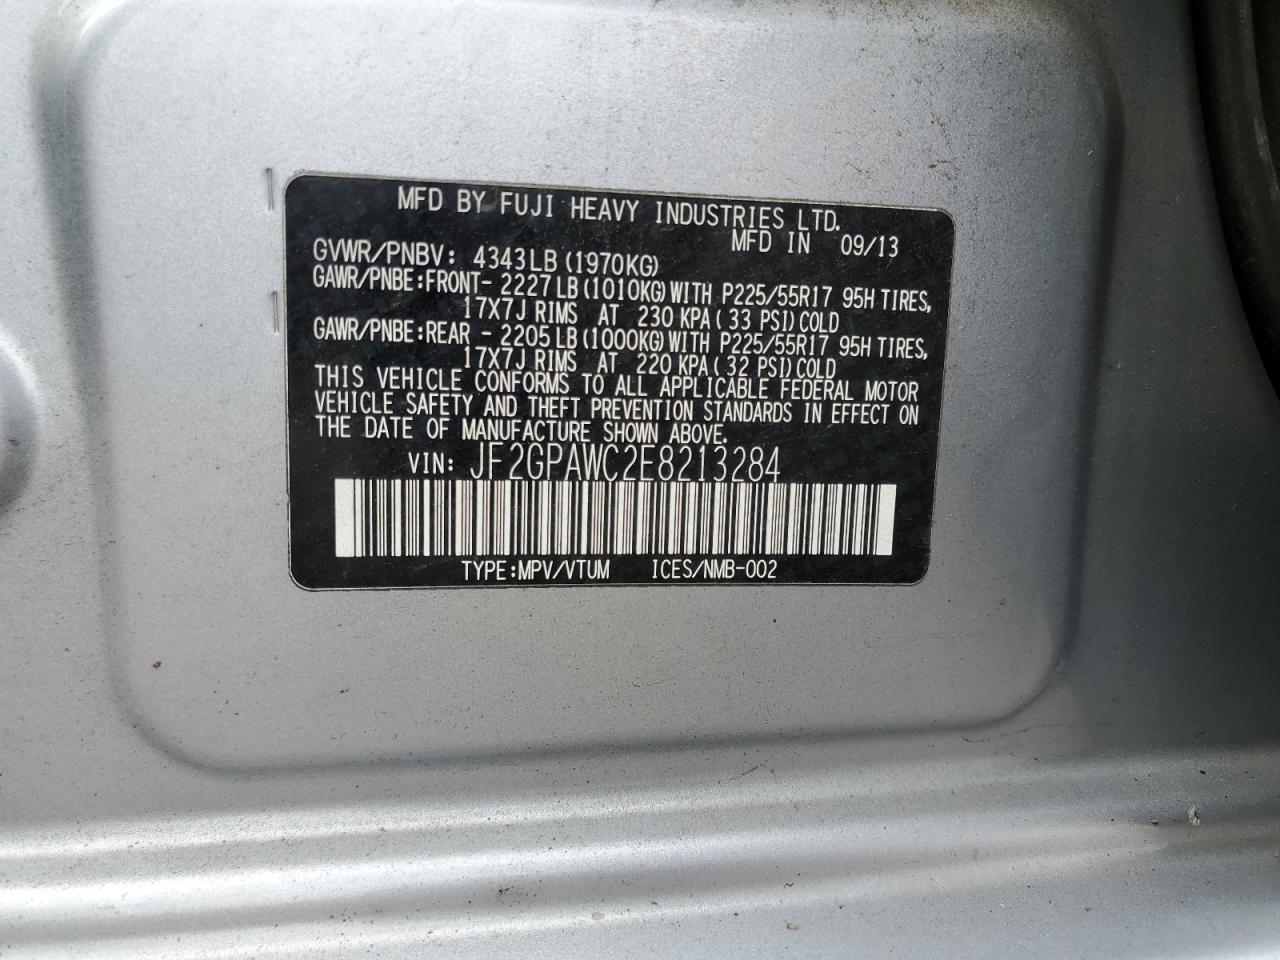 MFD BY FUJI HEAVY INDUSTRIES LTD.
MFD IN 09/13
GVWR/PNBV: 4343LB (1970KG)
GAWR/PNBE:FRONT- 2227LB (1010KG) WITH P225/55R17 95H TIRES,
17X7J RIMS AT 230 KPA (33 PSI) COLD
GAWR/PNBE:REAR - 2205LB (1000KG) WITH P225/55R17 95H TIRES,
17X7J RIMS AT 220 KPA (32 PSI) COLD
THIS VEHICLE CONFORMS TO ALL APPLICABLE FEDERAL MOTOR
VEHICLE SAFETY AND THEFT PREVENTION STANDARDS IN EFFECT ON
THE DATE OF MANUFACTURE SHOWN ABOVE.
VIN: JF2GPAWC2E8213284
TYPE:MPV/VTUM ICES/NMB-002